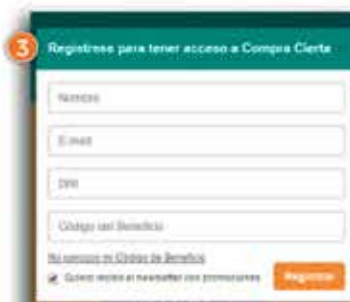 3
Regístrese para tener acceso a Compra Cierta
Nombre
E-mail
DNI
Código del Beneficio
No conozco mi Código de Beneficio
Quiero recibir el newsletter con promociones
Registrar